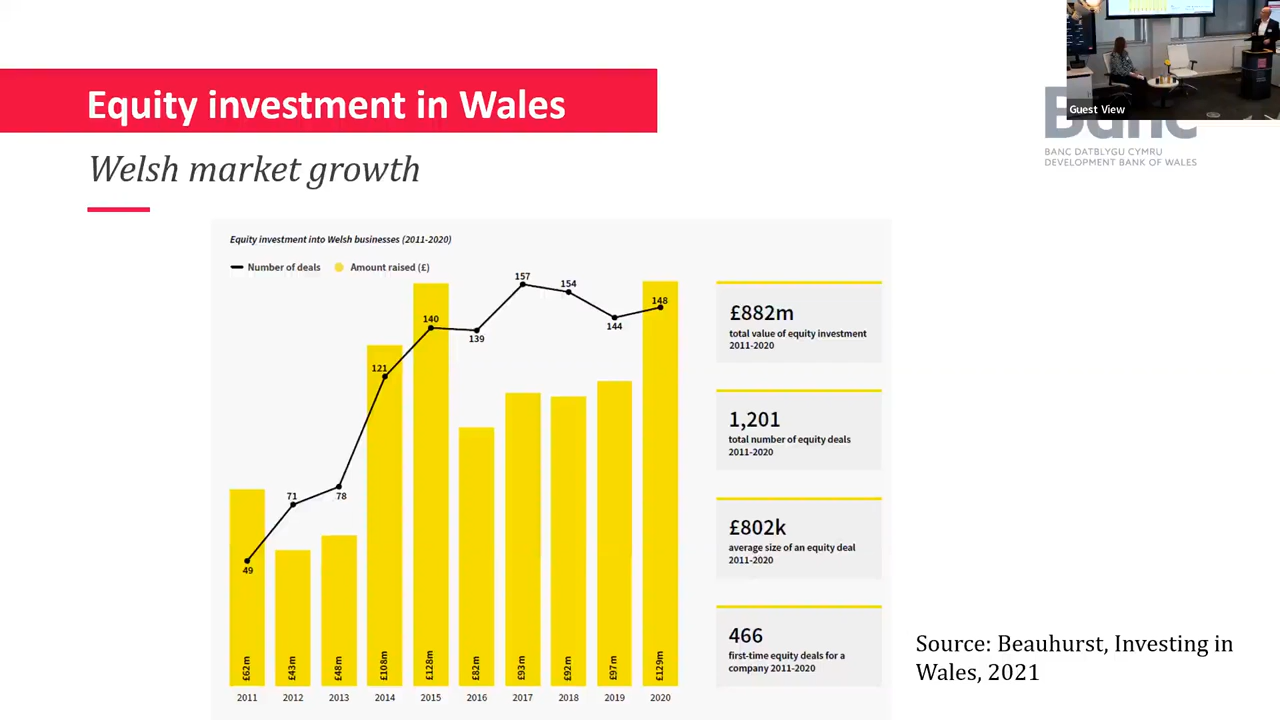 Equity investment in Wales
Welsh market growth
Guest View
Banc
BANC DATBLYGU CYMRU
DEVELOPMENT BANK OF WALES
Equity investment into Welsh businesses (2011-2020)
Number of deals
Amount raised (£)
49
71
78
121
140
139
157
154
144
148
£62m
£43m
£48m
£108m
£128m
£82m
£93m
£92m
£97m
£129m
2011
2012
2013
2014
2015
2016
2017
2018
2019
2020
£882m
total value of equity investment
2011-2020
1,201
total number of equity deals
2011-2020
£802k
average size of an equity deal
2011-2020
466
first-time equity deals for a
company 2011-2020
Source: Beauhurst, Investing in
Wales, 2021